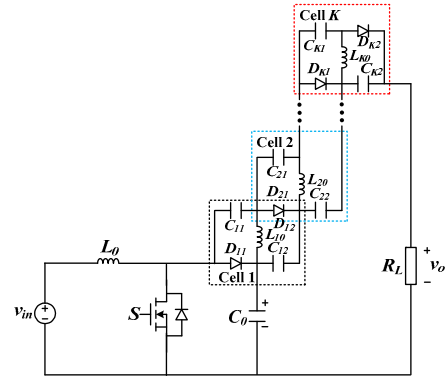 Cell K
C_K1
D_K2
L_K0
D_K1
C_K2
Cell 2
C_21
L_20
D_21
C_22
C_11
D_12
L_10
D_11
C_12
Cell 1
L_0
v_in
S
C_0
+
−
R_L
+
v_o
−
+
−